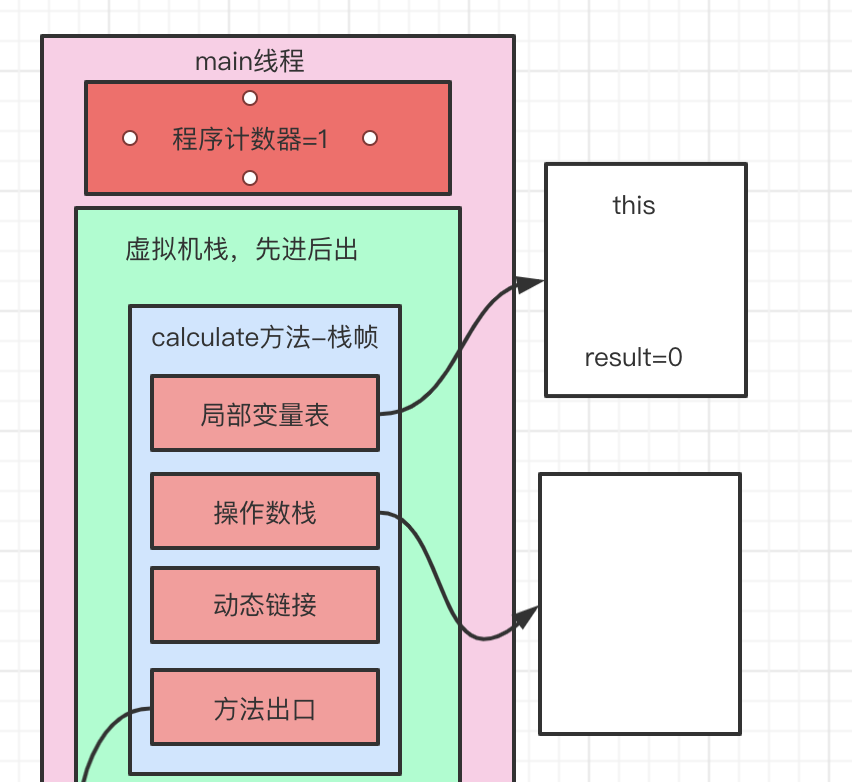 main线程
程序计数器=1
虚拟机栈，先进后出
calculate方法-栈帧
局部变量表
操作数栈
动态链接
方法出口
this
result=0